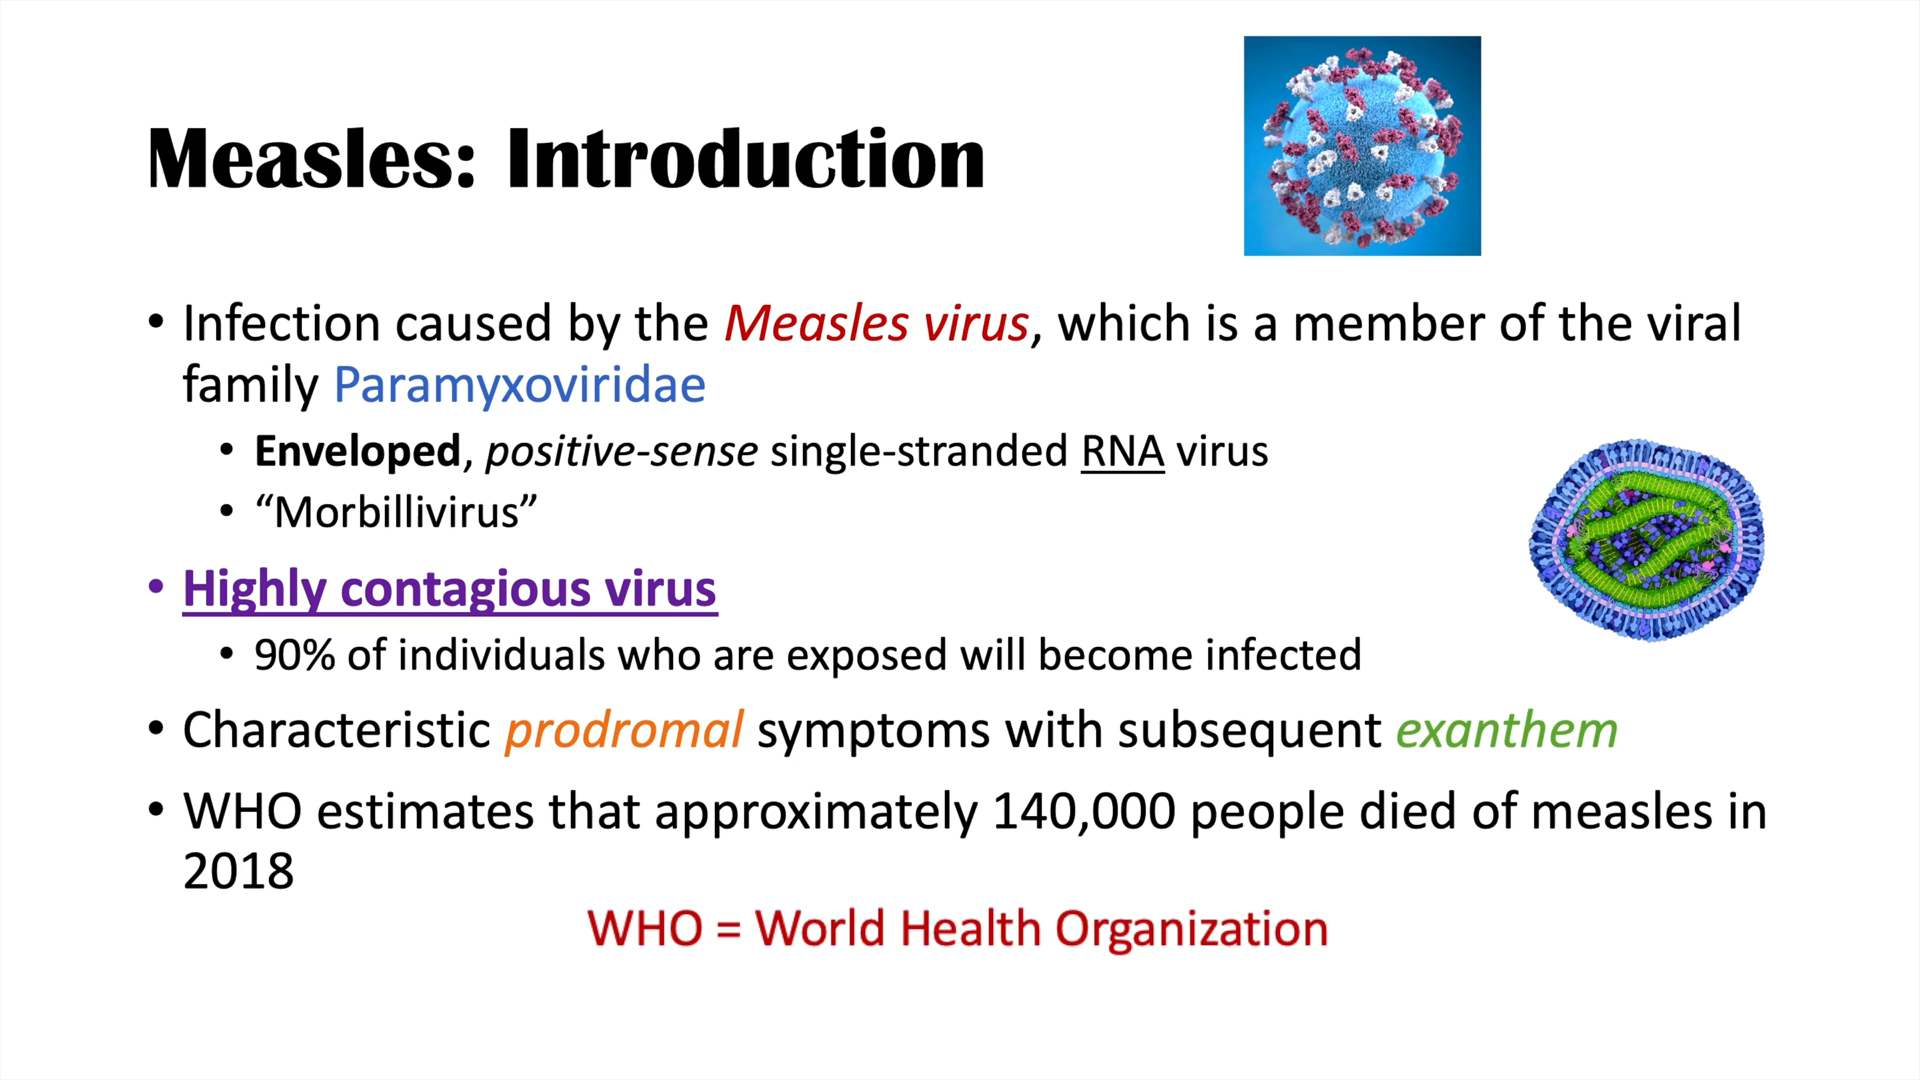 Measles: Introduction
• Infection caused by the Measles virus, which is a member of the viral
family Paramyxoviridae
• Enveloped, positive-sense single-stranded RNA virus
• “Morbillivirus”
• Highly contagious virus
• 90% of individuals who are exposed will become infected
• Characteristic prodromal symptoms with subsequent exanthem
• WHO estimates that approximately 140,000 people died of measles in
2018
WHO = World Health Organization